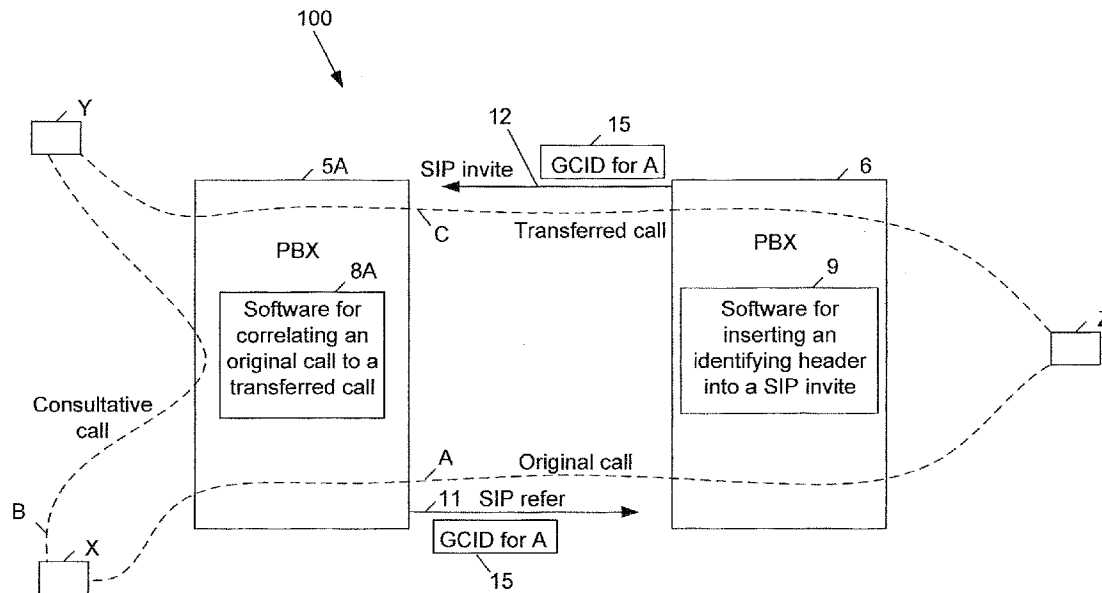 100
Y
12
15
5A
SIP invite
GCID for A
6
C
Transferred call
PBX
PBX
8A
9
Software for
correlating an
original call to a
transferred call
Software for
inserting an
identifying header
into a SIP invite
Z
Consultative
call
A
Original call
B
11
SIP refer
X
GCID for A
15